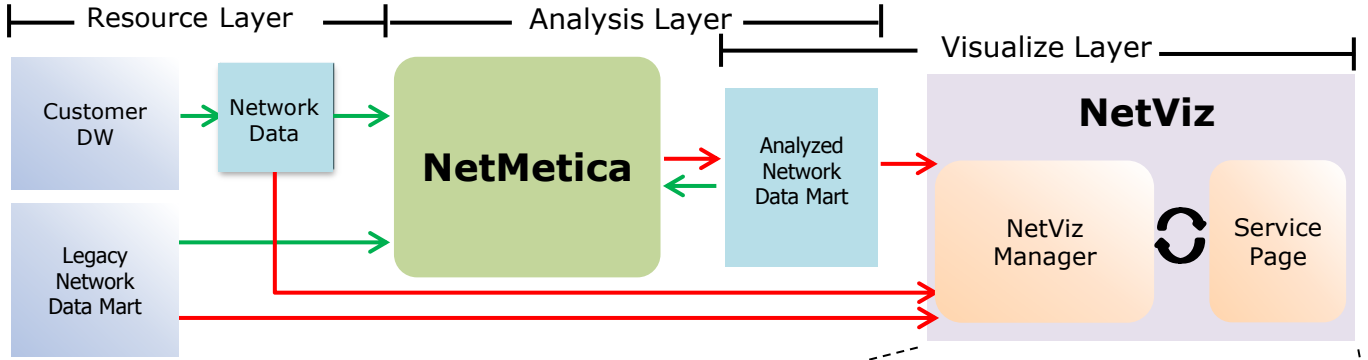 Resource Layer
Analysis Layer
Visualize Layer
Customer
DW
Network
Data
NetMetica
Analyzed
Network
Data Mart
NetViz
NetViz
Manager
Service
Page
Legacy
Network
Data Mart